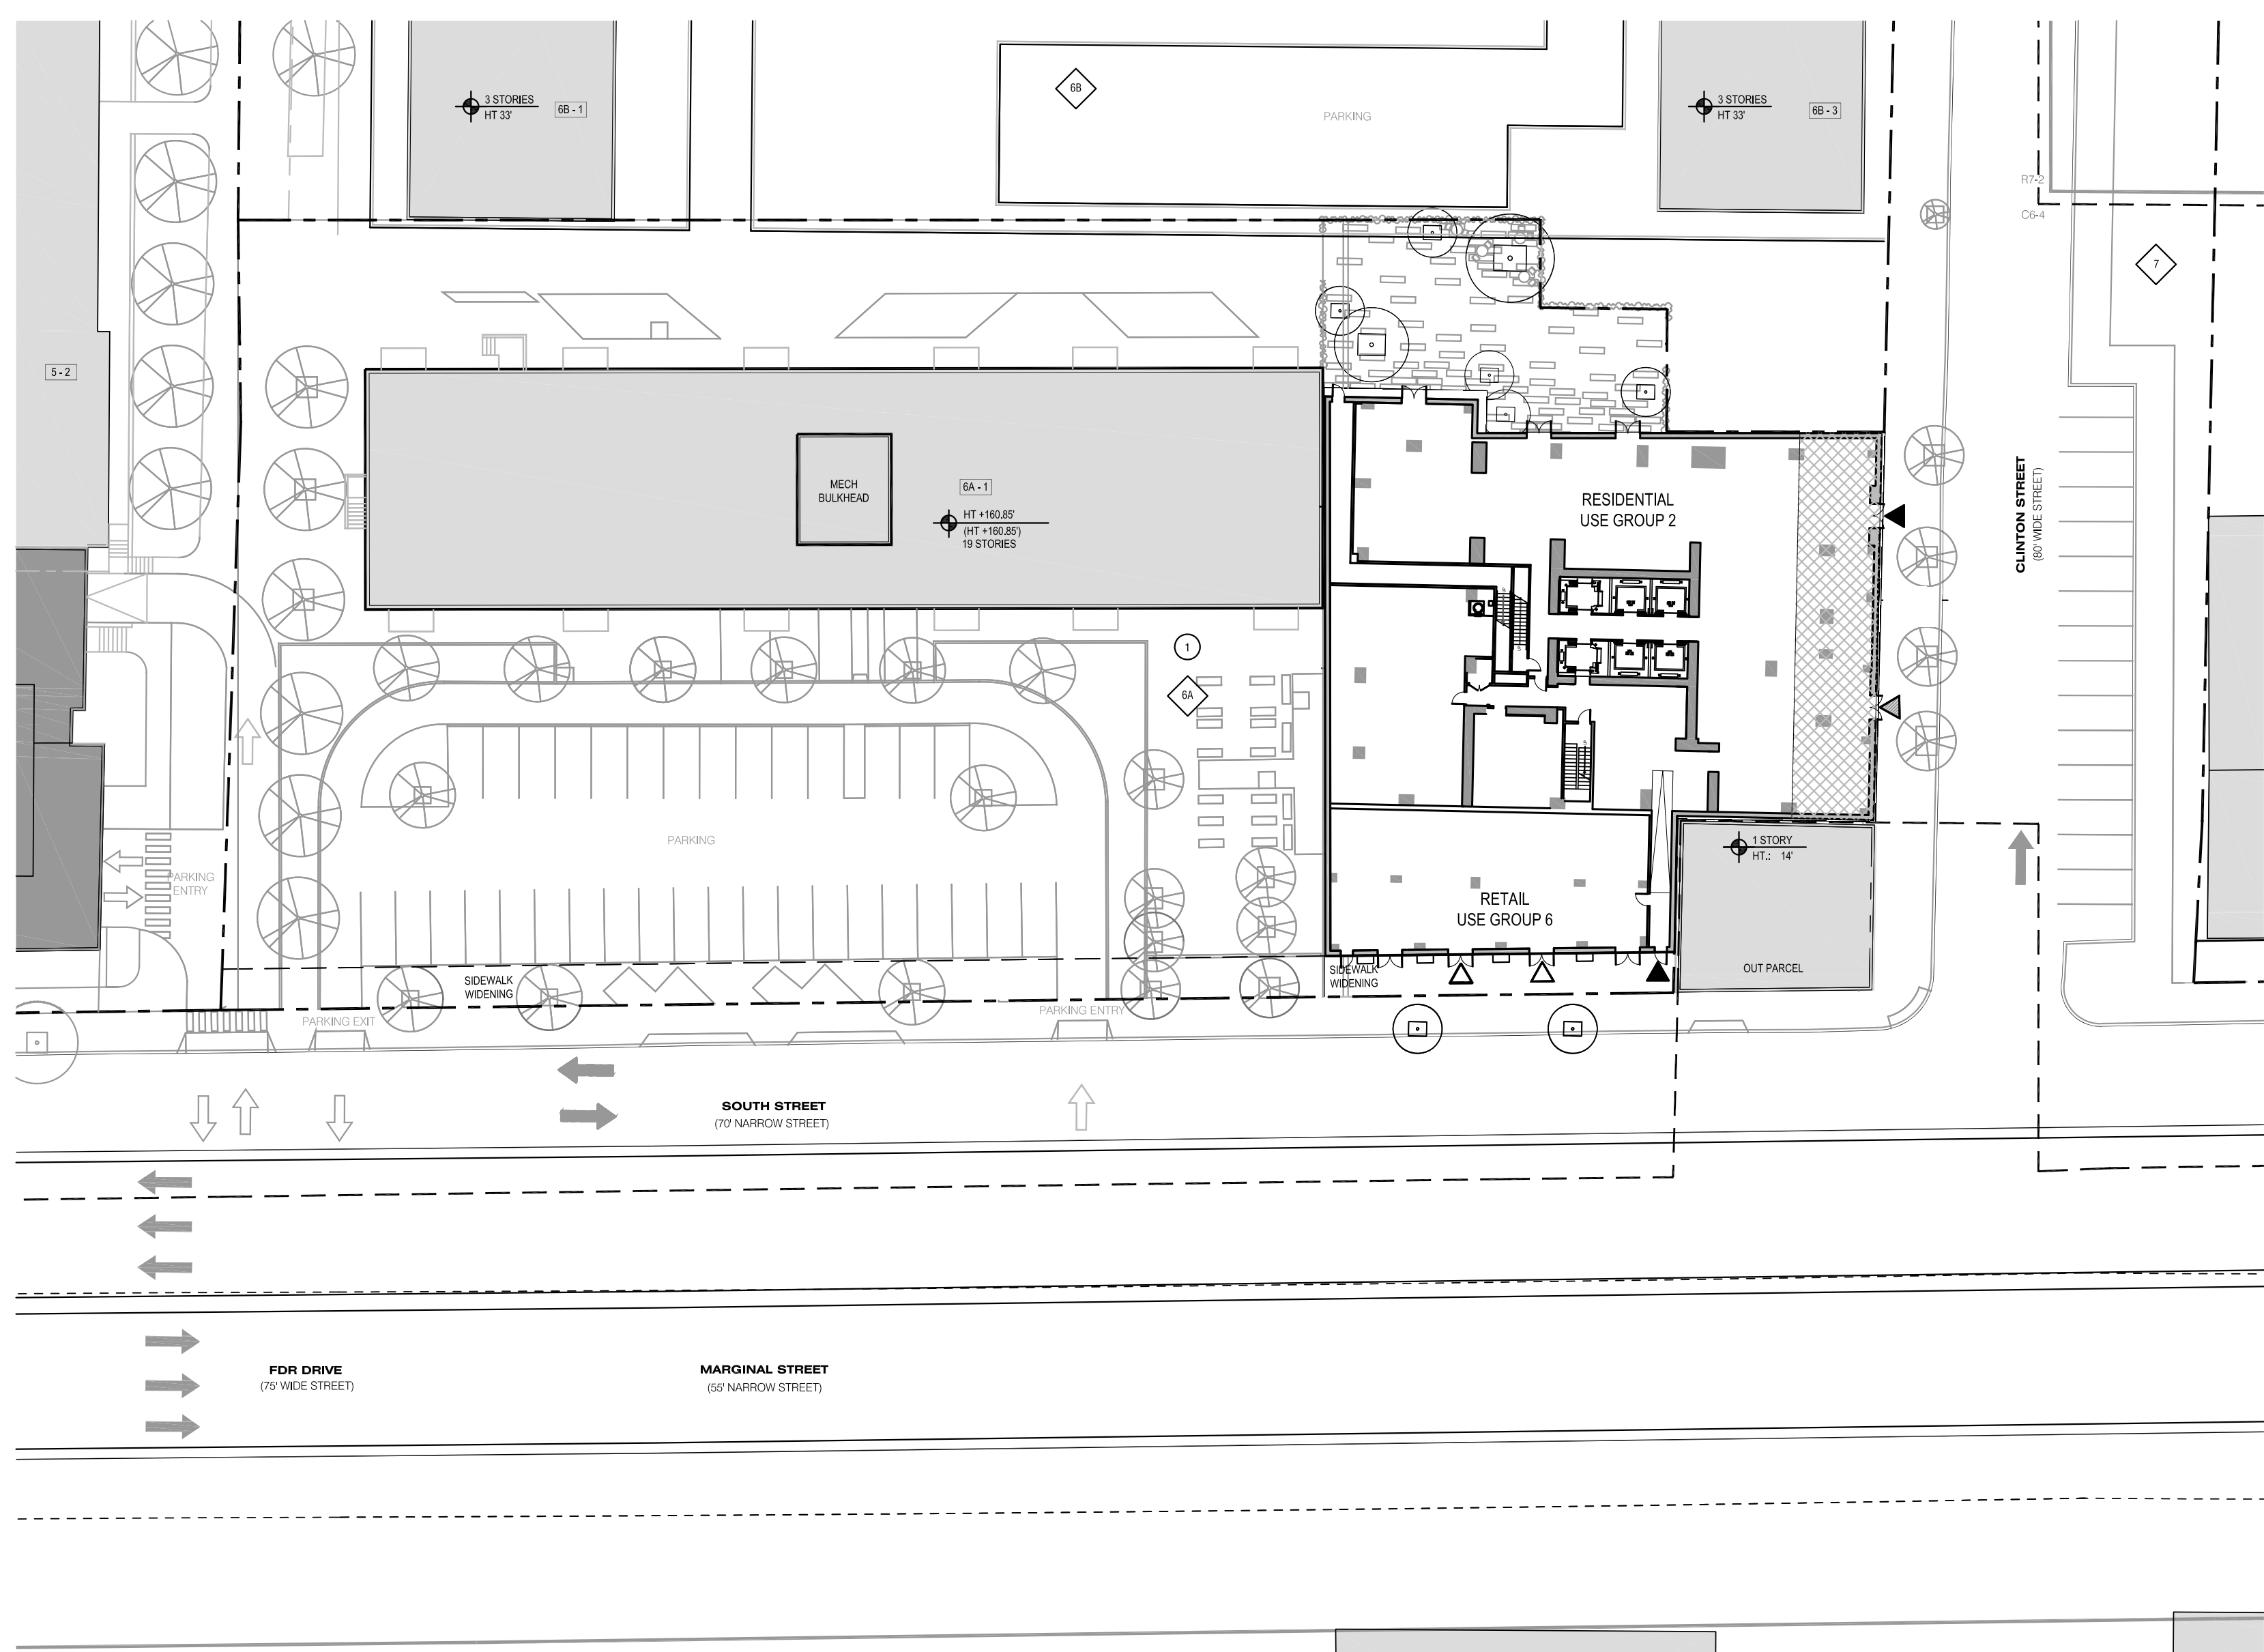 3 STORIES
HT 33'
6B - 1
6B
PARKING
3 STORIES
HT 33'
6B - 3
R7-2
C6-4
7
5 - 2
MECH
BULKHEAD
6A - 1
HT +160.85'
(HT +160.85')
19 STORIES
RESIDENTIAL
USE GROUP 2
CLINTON STREET
(80' WIDE STREET)
1
6A
PARKING
PARKING
ENTRY
1 STORY
HT.: 14'
RETAIL
USE GROUP 6
OUT PARCEL
SIDEWALK
WIDENING
SIDEWALK
WIDENING
PARKING EXIT
PARKING ENTRY
SOUTH STREET
(70' NARROW STREET)
FDR DRIVE
(75' WIDE STREET)
MARGINAL STREET
(55' NARROW STREET)